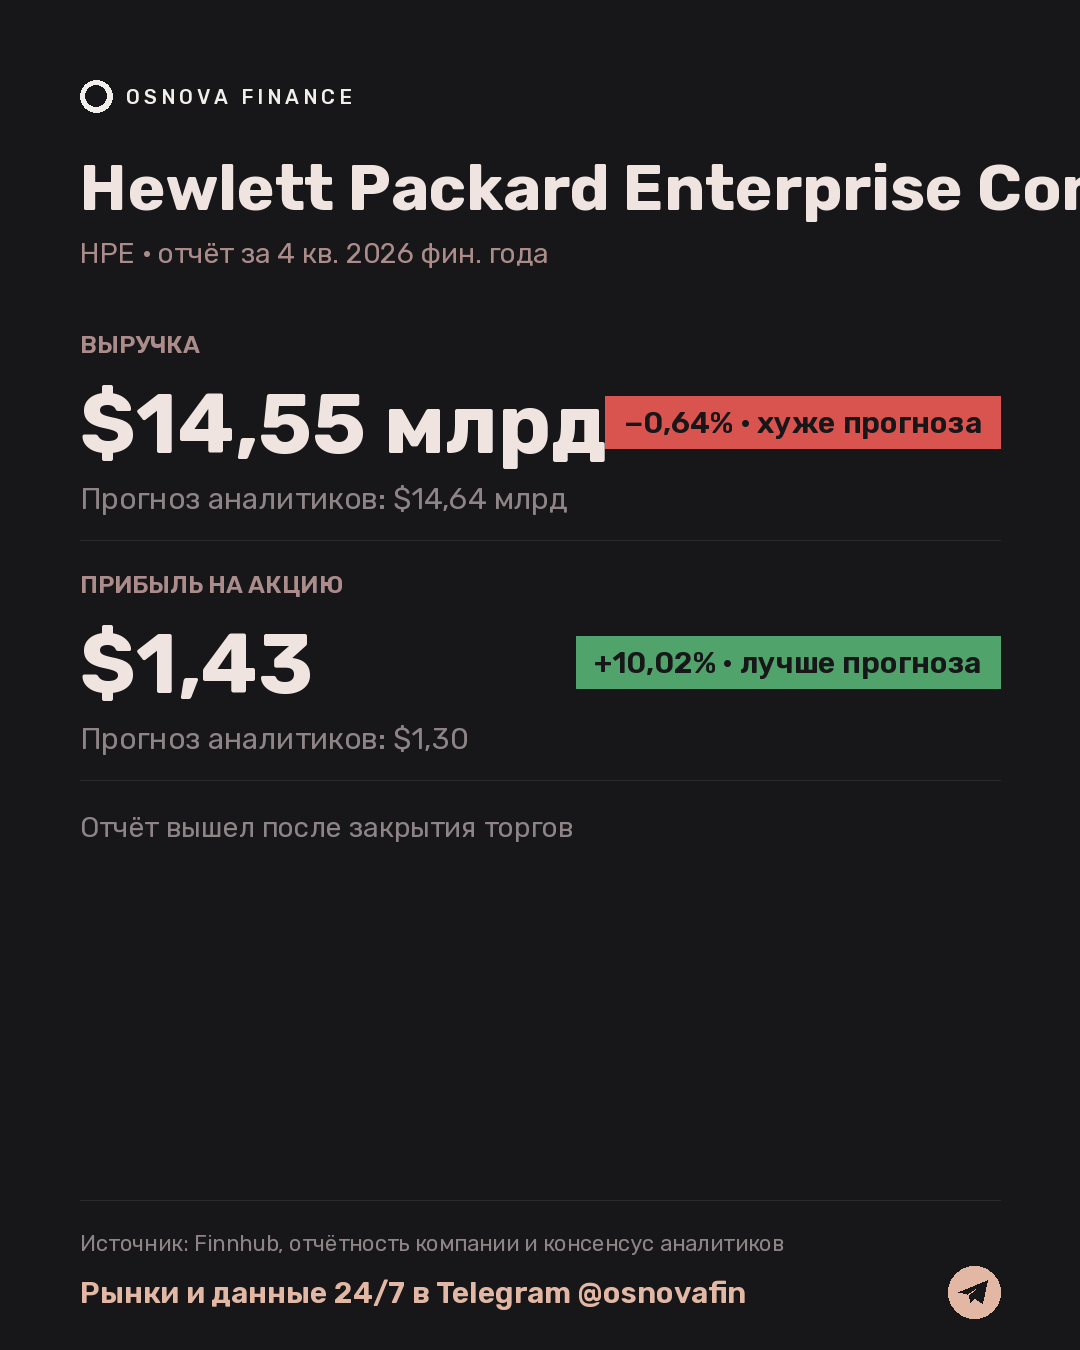 OSNOVA FINANCE
Hewlett Packard Enterprise Cor
HPE • отчёт за 4 кв. 2026 фин. года
ВЫРУЧКА
$14,55 млрд
−0,64% • хуже прогноза
Прогноз аналитиков: $14,64 млрд
ПРИБЫЛЬ НА АКЦИЮ
$1,43
+10,02% • лучше прогноза
Прогноз аналитиков: $1,30
Отчёт вышел после закрытия торгов
Источник: Finnhub, отчётность компании и консенсус аналитиков
Рынки и данные 24/7 в Telegram @osnovafin